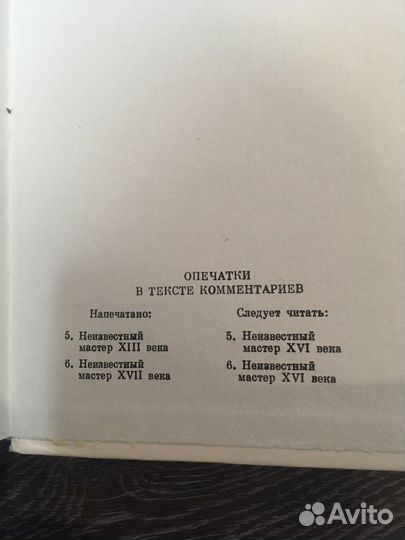 ОПЕЧАТКИ
В ТЕКСТЕ КОММЕНТАРИЕВ
Напечатано:
5. Неизвестный
мастер XIII века
6. Неизвестный
мастер XVII века
Следует читать:
5. Неизвестный
мастер XVI века
6. Неизвестный
мастер XVI века
Avito